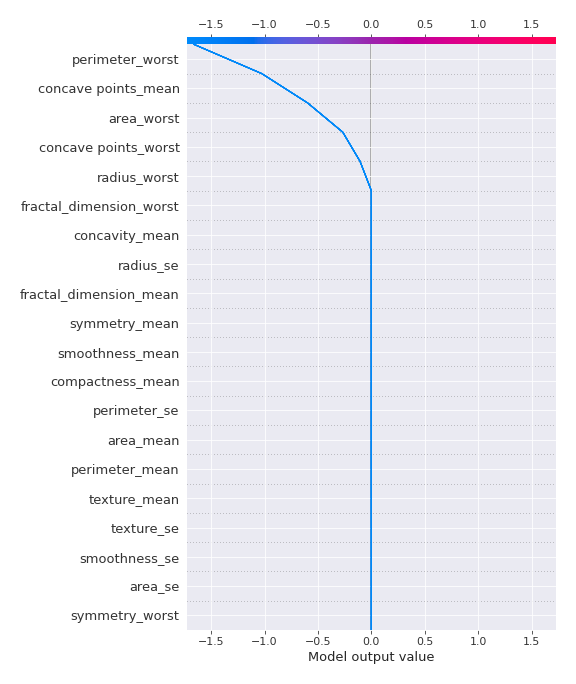 −1.5 −1.0 −0.5 0.0 0.5 1.0 1.5
perimeter_worst
concave points_mean
area_worst
concave points_worst
radius_worst
fractal_dimension_worst
concavity_mean
radius_se
fractal_dimension_mean
symmetry_mean
smoothness_mean
compactness_mean
perimeter_se
area_mean
perimeter_mean
texture_mean
texture_se
smoothness_se
area_se
symmetry_worst
−1.5 −1.0 −0.5 0.0 0.5 1.0 1.5
Model output value